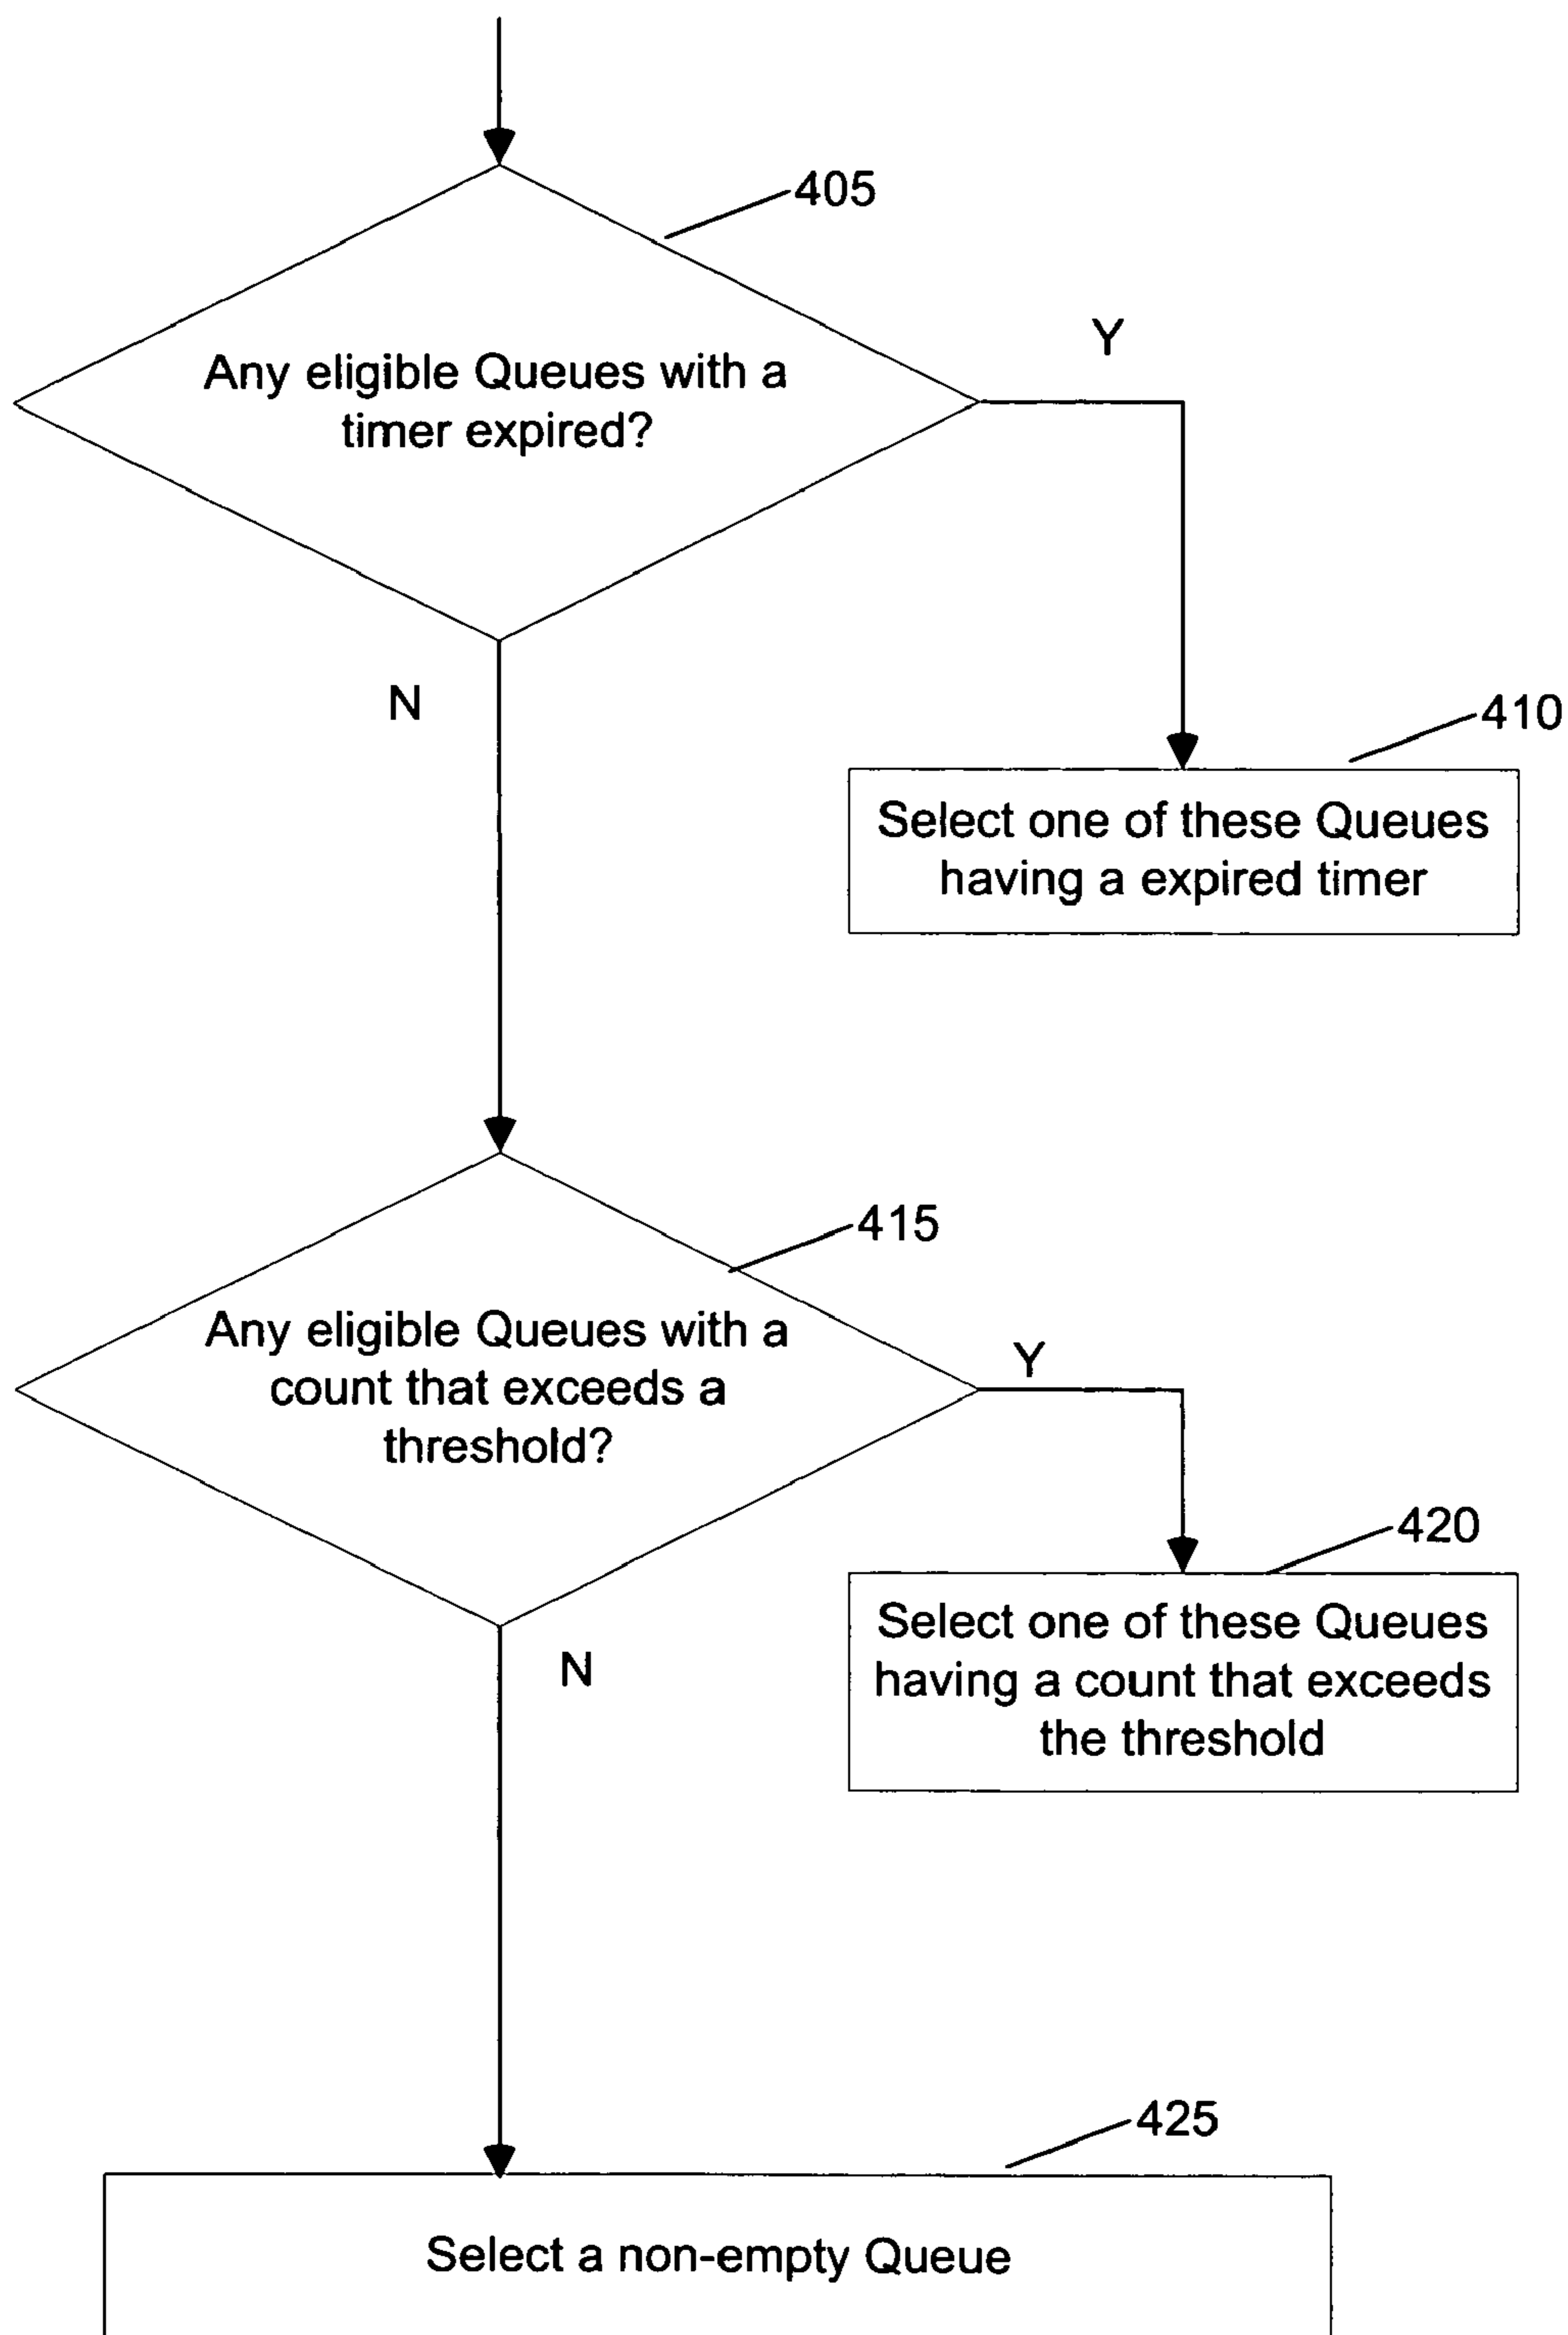 405
Any eligible Queues with a
timer expired?
Y
N
410
Select one of these Queues
having a expired timer
415
Any eligible Queues with a
count that exceeds a
threshold?
Y
N
420
Select one of these Queues
having a count that exceeds
the threshold
425
Select a non-empty Queue